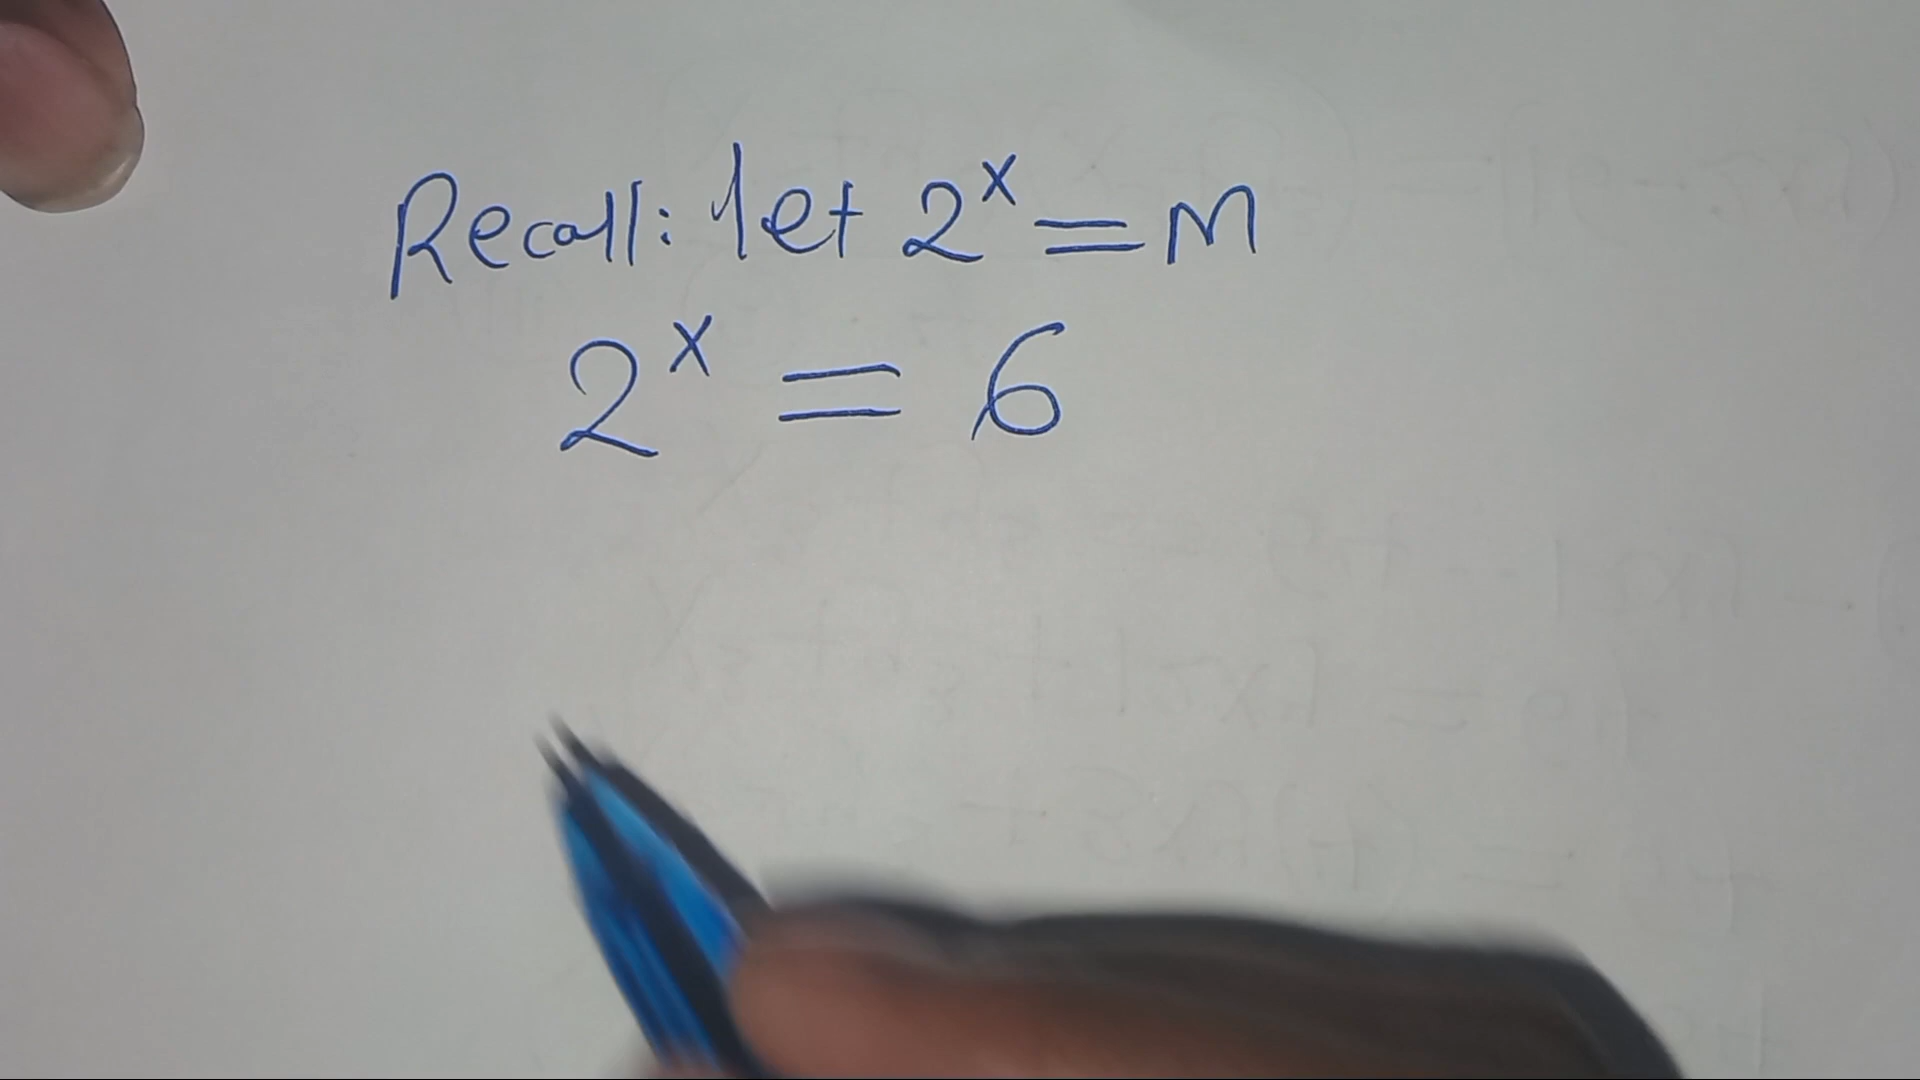 Recall: let 2^x = m
2^x = 6